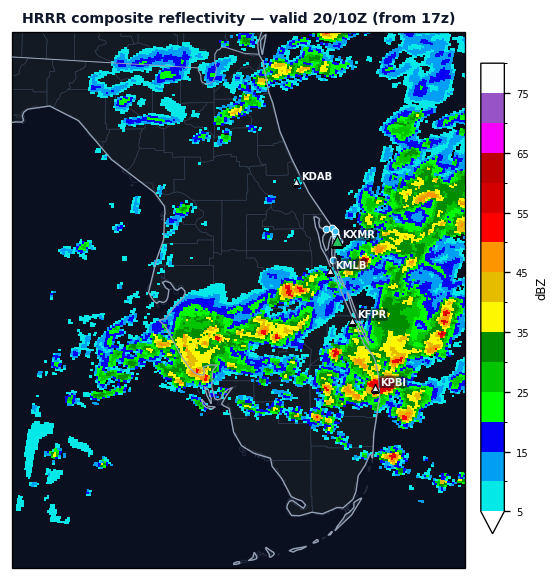 HRRR composite reflectivity — valid 20/10Z (from 17z)
KDAB
KXMR
KMLB
KFPR
KPBI
75
65
55
45
35
25
15
5
dBZ